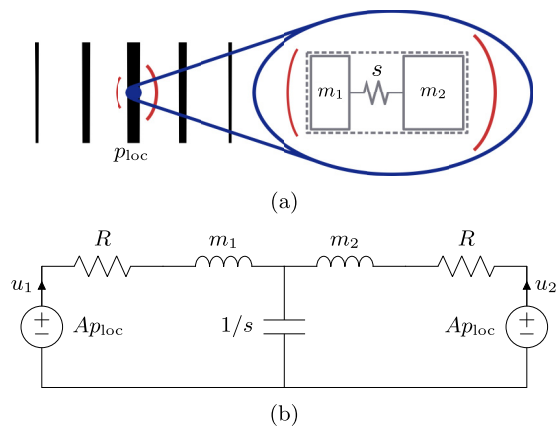 s
m₁ m₂
p_loc
(a)
R m₁ m₂ R
u₁ u₂
+ − Ap_loc 1/s Ap_loc + −
(b)